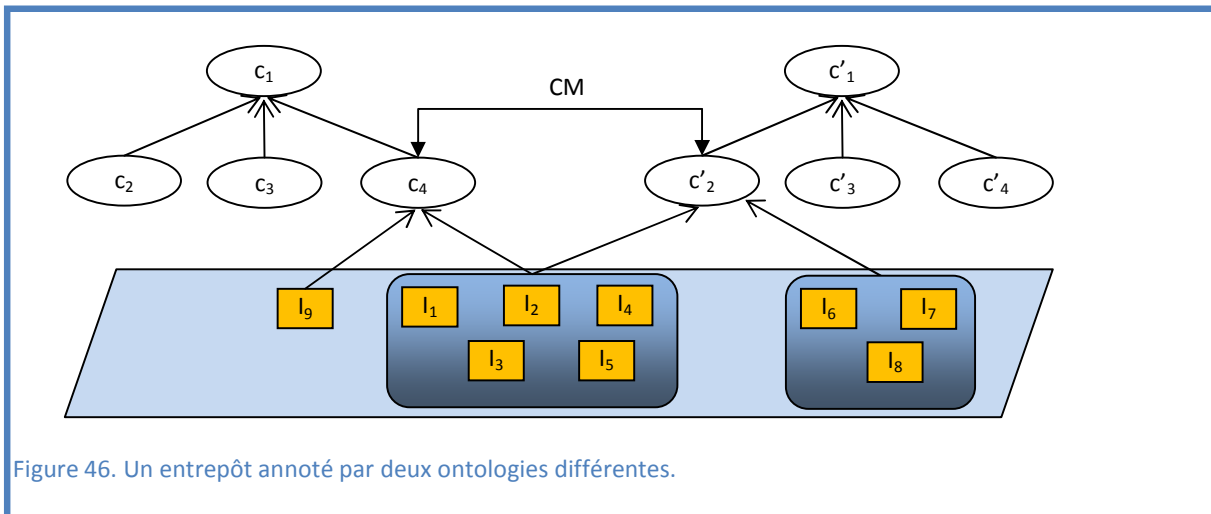 c₁ c'₁
CM
c₂ c₃ c₄ c'₂ c'₃ c'₄
I₉ I₁ I₂ I₄ I₆ I₇
I₃ I₅ I₈
Figure 46. Un entrepôt annoté par deux ontologies différentes.